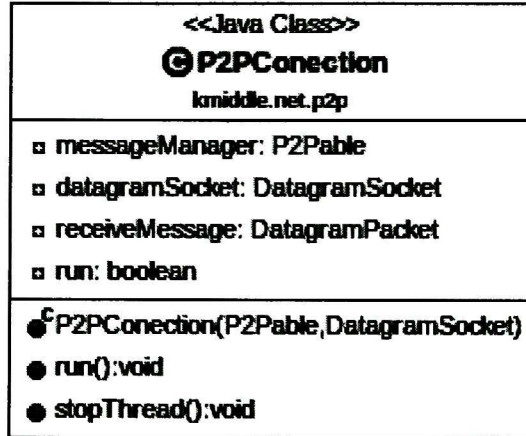 <<Java Class>>
C P2PConection
kmiddle.net.p2p
messageManager: P2Pable
datagramSocket: DatagramSocket
receiveMessage: DatagramPacket
run: boolean
C P2PConection(P2Pable,DatagramSocket)
run():void
stopThread():void